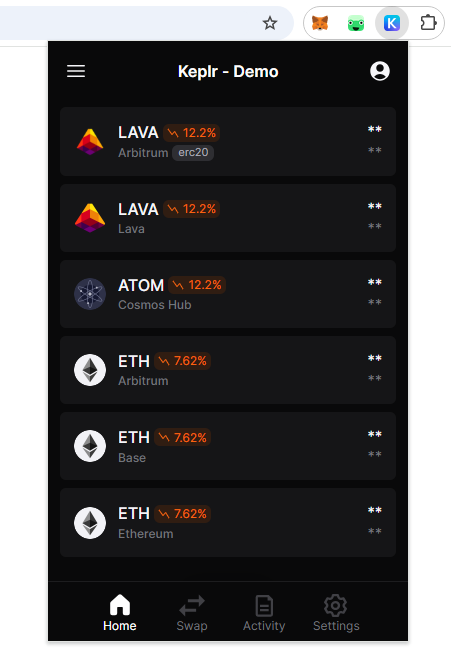 Keplr - Demo
LAVA 12.2% **
Arbitrum erc20 **
LAVA 12.2% **
Lava **
ATOM 12.2% **
Cosmos Hub **
ETH 7.62% **
Arbitrum **
ETH 7.62% **
Base **
ETH 7.62% **
Ethereum **
Home Swap Activity Settings